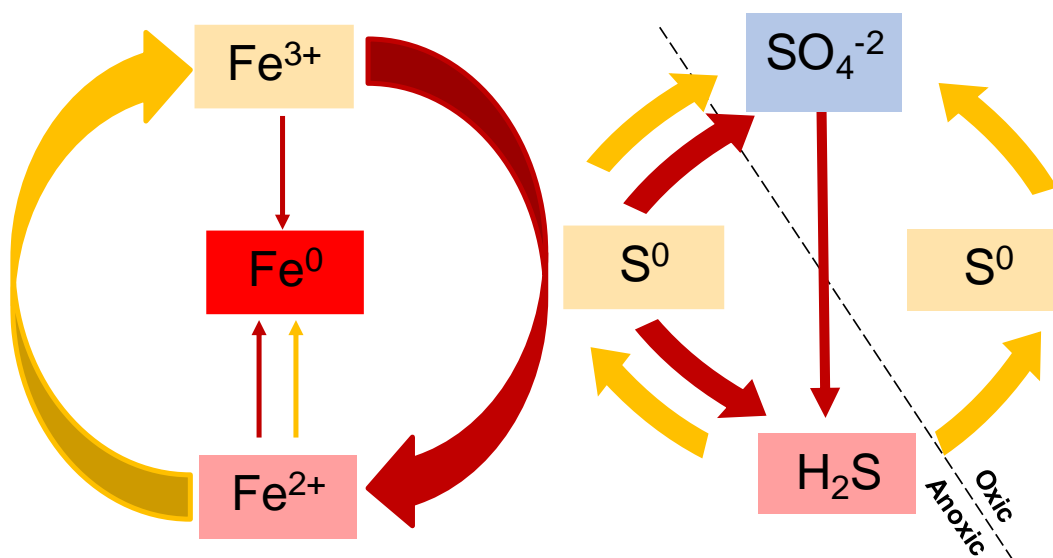 Fe³⁺
SO₄⁻²
Fe⁰
S⁰
S⁰
Fe²⁺
H₂S
Oxic
Anoxic